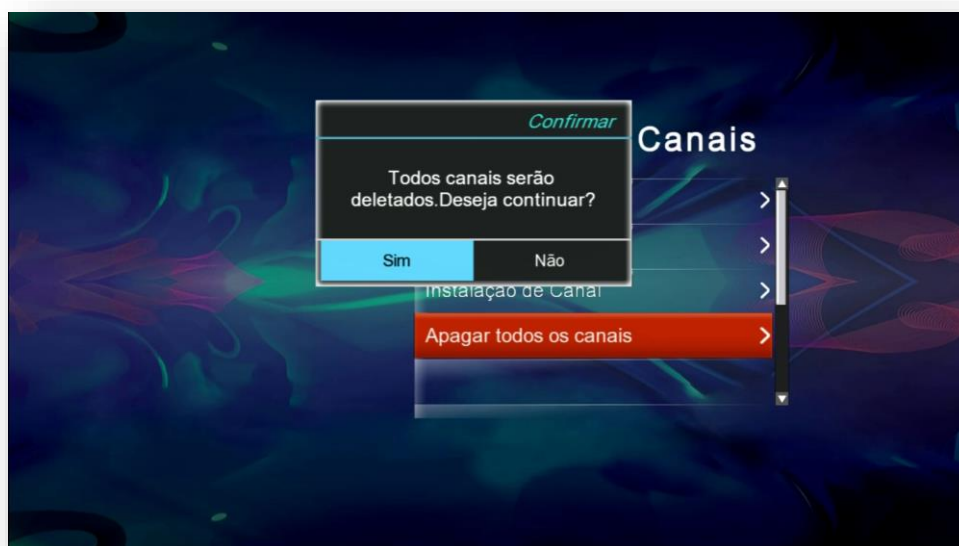 Confirmar
Canais
Todos canais serão
deletados.Deseja continuar?
Sim
Não
Instalação de Canal
Apagar todos os canais